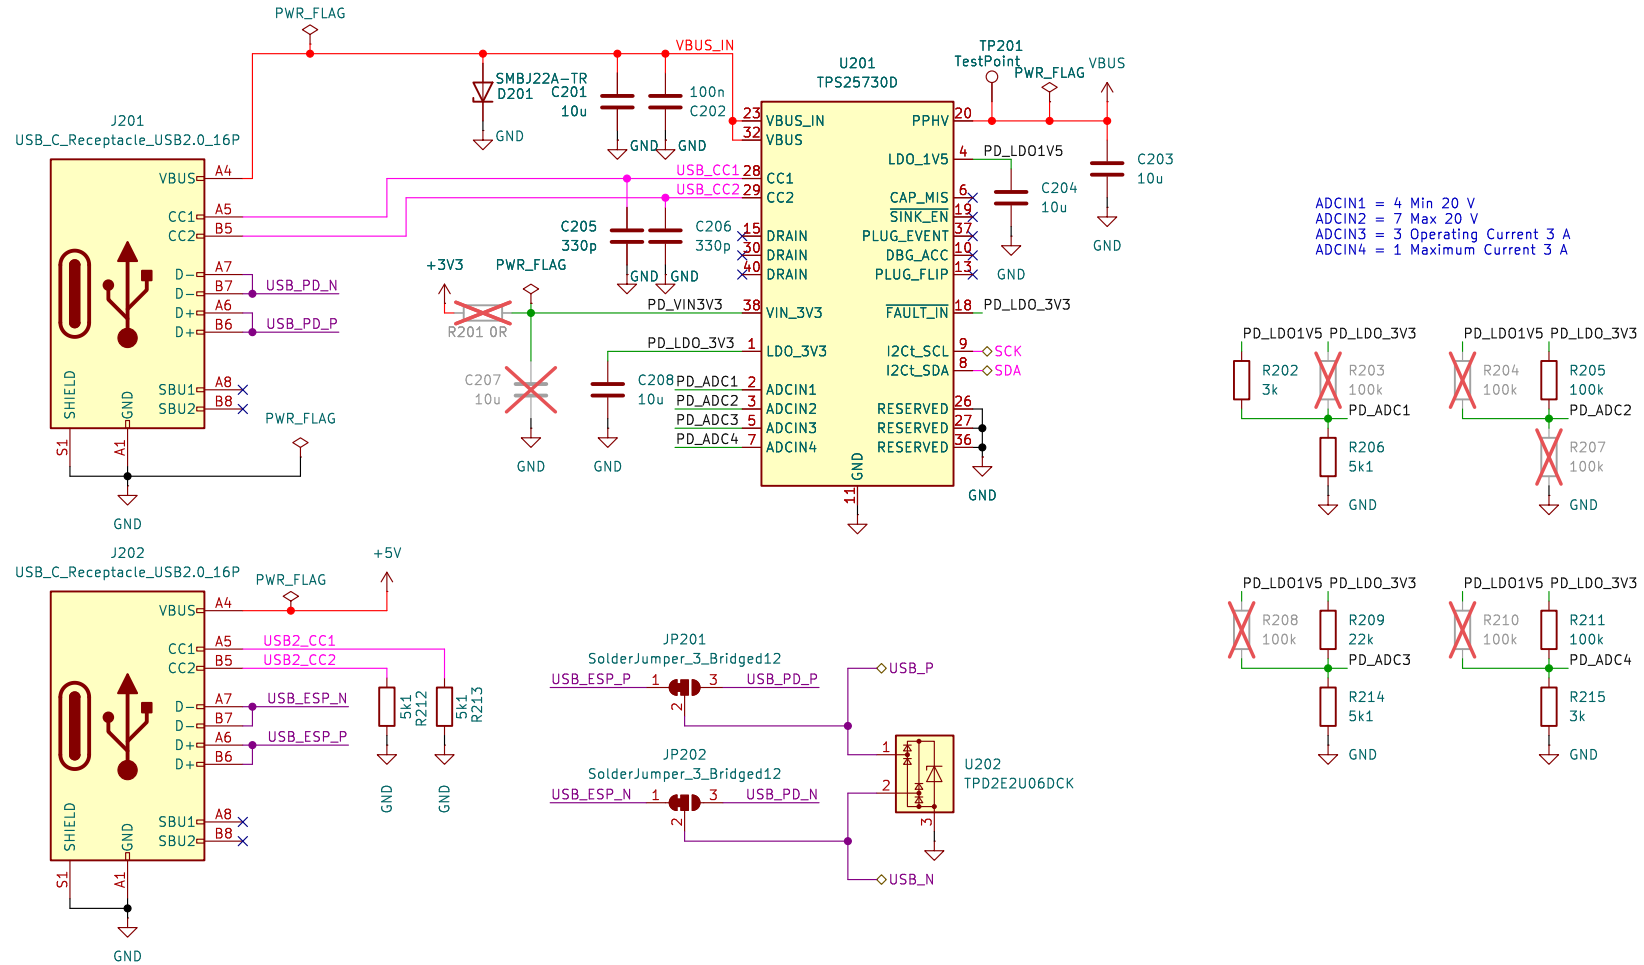 PWR_FLAG
VBUS_IN
SMBJ22A-TR
D201
GND
C201
10u
GND
100n
C202
GND
U201
TPS25730D
23 VBUS_IN
32 VBUS
28 CC1
29 CC2
15 DRAIN
30 DRAIN
40 DRAIN
38 VIN_3V3
1 LDO_3V3
2 ADCIN1
3 ADCIN2
5 ADCIN3
7 ADCIN4
PPHV 20
LDO_1V5 4
CAP_MIS 6
SINK_EN 19
PLUG_EVENT 37
DBG_ACC 10
PLUG_FLIP 13
FAULT_IN 18
I2Ct_SCL 9
I2Ct_SDA 8
RESERVED 26
RESERVED 27
RESERVED 36
GND
11
TP201
TestPoint
PWR_FLAG
VBUS
PD_LDO1V5
C203
10u
GND
C204
10u
GND
PD_LDO_3V3
SCK
SDA
GND
J201
USB_C_Receptacle_USB2.0_16P
VBUS A4
CC1 A5
CC2 B5
D- A7
D- B7
D+ A6
D+ B6
SBU1 A8
SBU2 B8
SHIELD
GND
S1
A1
USB_PD_N
USB_PD_P
PWR_FLAG
GND
USB_CC1
USB_CC2
C205
330p
GND
C206
330p
GND
+3V3
PWR_FLAG
R201 0R
PD_VIN3V3
C207
10u
GND
PD_LDO_3V3
C208
10u
GND
PD_ADC1
PD_ADC2
PD_ADC3
PD_ADC4
ADCIN1 = 4 Min 20 V
ADCIN2 = 7 Max 20 V
ADCIN3 = 3 Operating Current 3 A
ADCIN4 = 1 Maximum Current 3 A
PD_LDO1V5
PD_LDO_3V3
R202
3k
R203
100k
PD_ADC1
R206
5k1
GND
PD_LDO1V5
PD_LDO_3V3
R204
100k
R205
100k
PD_ADC2
R207
100k
GND
J202
USB_C_Receptacle_USB2.0_16P
VBUS A4
CC1 A5
CC2 B5
D- A7
D- B7
D+ A6
D+ B6
SBU1 A8
SBU2 B8
SHIELD
GND
S1
A1
GND
PWR_FLAG
+5V
USB2_CC1
USB2_CC2
USB_ESP_N
USB_ESP_P
5k1
R212
GND
5k1
R213
GND
JP201
SolderJumper_3_Bridged12
USB_ESP_P 1
3 USB_PD_P
2
USB_P
JP202
SolderJumper_3_Bridged12
USB_ESP_N 1
3 USB_PD_N
2
USB_N
1
2
3
U202
TPD2E2U06DCK
PD_LDO1V5
PD_LDO_3V3
R208
100k
R209
22k
PD_ADC3
R214
5k1
GND
PD_LDO1V5
PD_LDO_3V3
R210
100k
R211
100k
PD_ADC4
R215
3k
GND